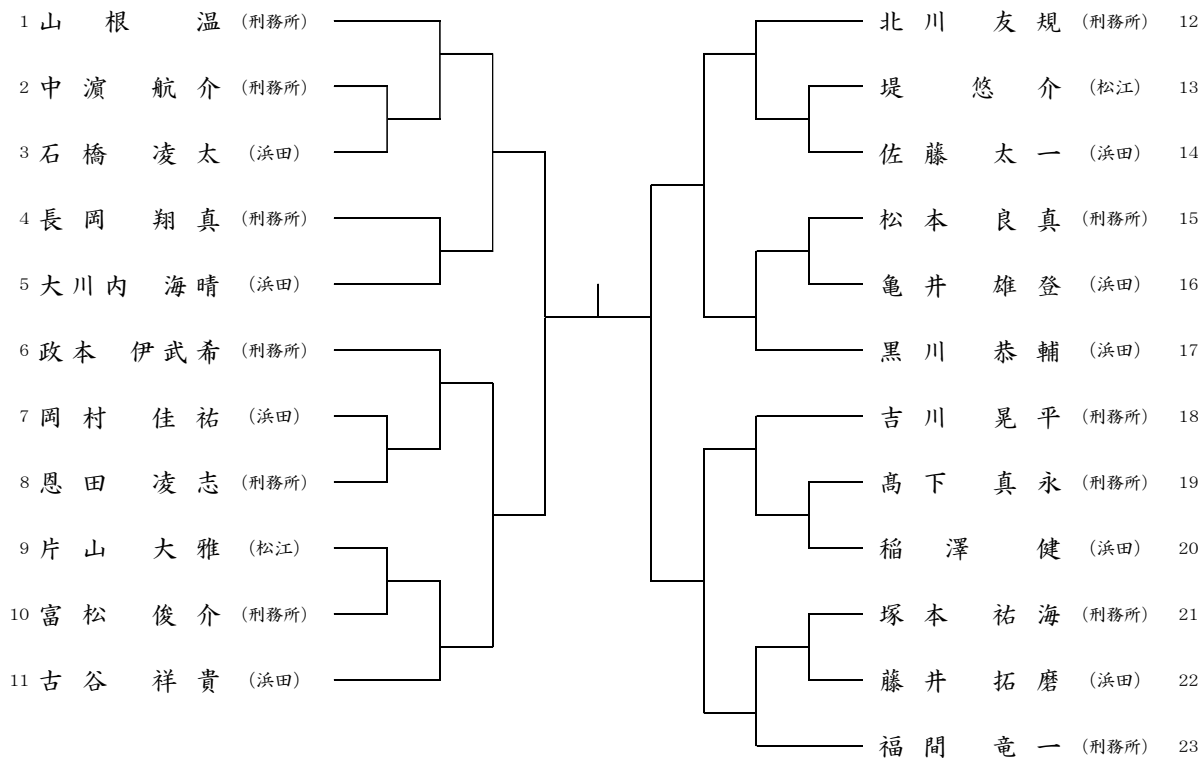 1 山根 温 (刑務所)
2 中濵 航介 (刑務所)
3 石橋 凌太 (浜田)
4 長岡 翔真 (刑務所)
5 大川内 海晴 (浜田)
6 政本 伊武希 (刑務所)
7 岡村 佳祐 (浜田)
8 恩田 凌志 (刑務所)
9 片山 大雅 (松江)
10 富松 俊介 (刑務所)
11 古谷 祥貴 (浜田)
北川 友規 (刑務所) 12
堤 悠介 (松江) 13
佐藤 太一 (浜田) 14
松本 良真 (刑務所) 15
亀井 雄登 (浜田) 16
黒川 恭輔 (浜田) 17
吉川 晃平 (刑務所) 18
髙下 真永 (刑務所) 19
稲澤 健 (浜田) 20
塚本 祐海 (刑務所) 21
藤井 拓磨 (浜田) 22
福間 竜一 (刑務所) 23